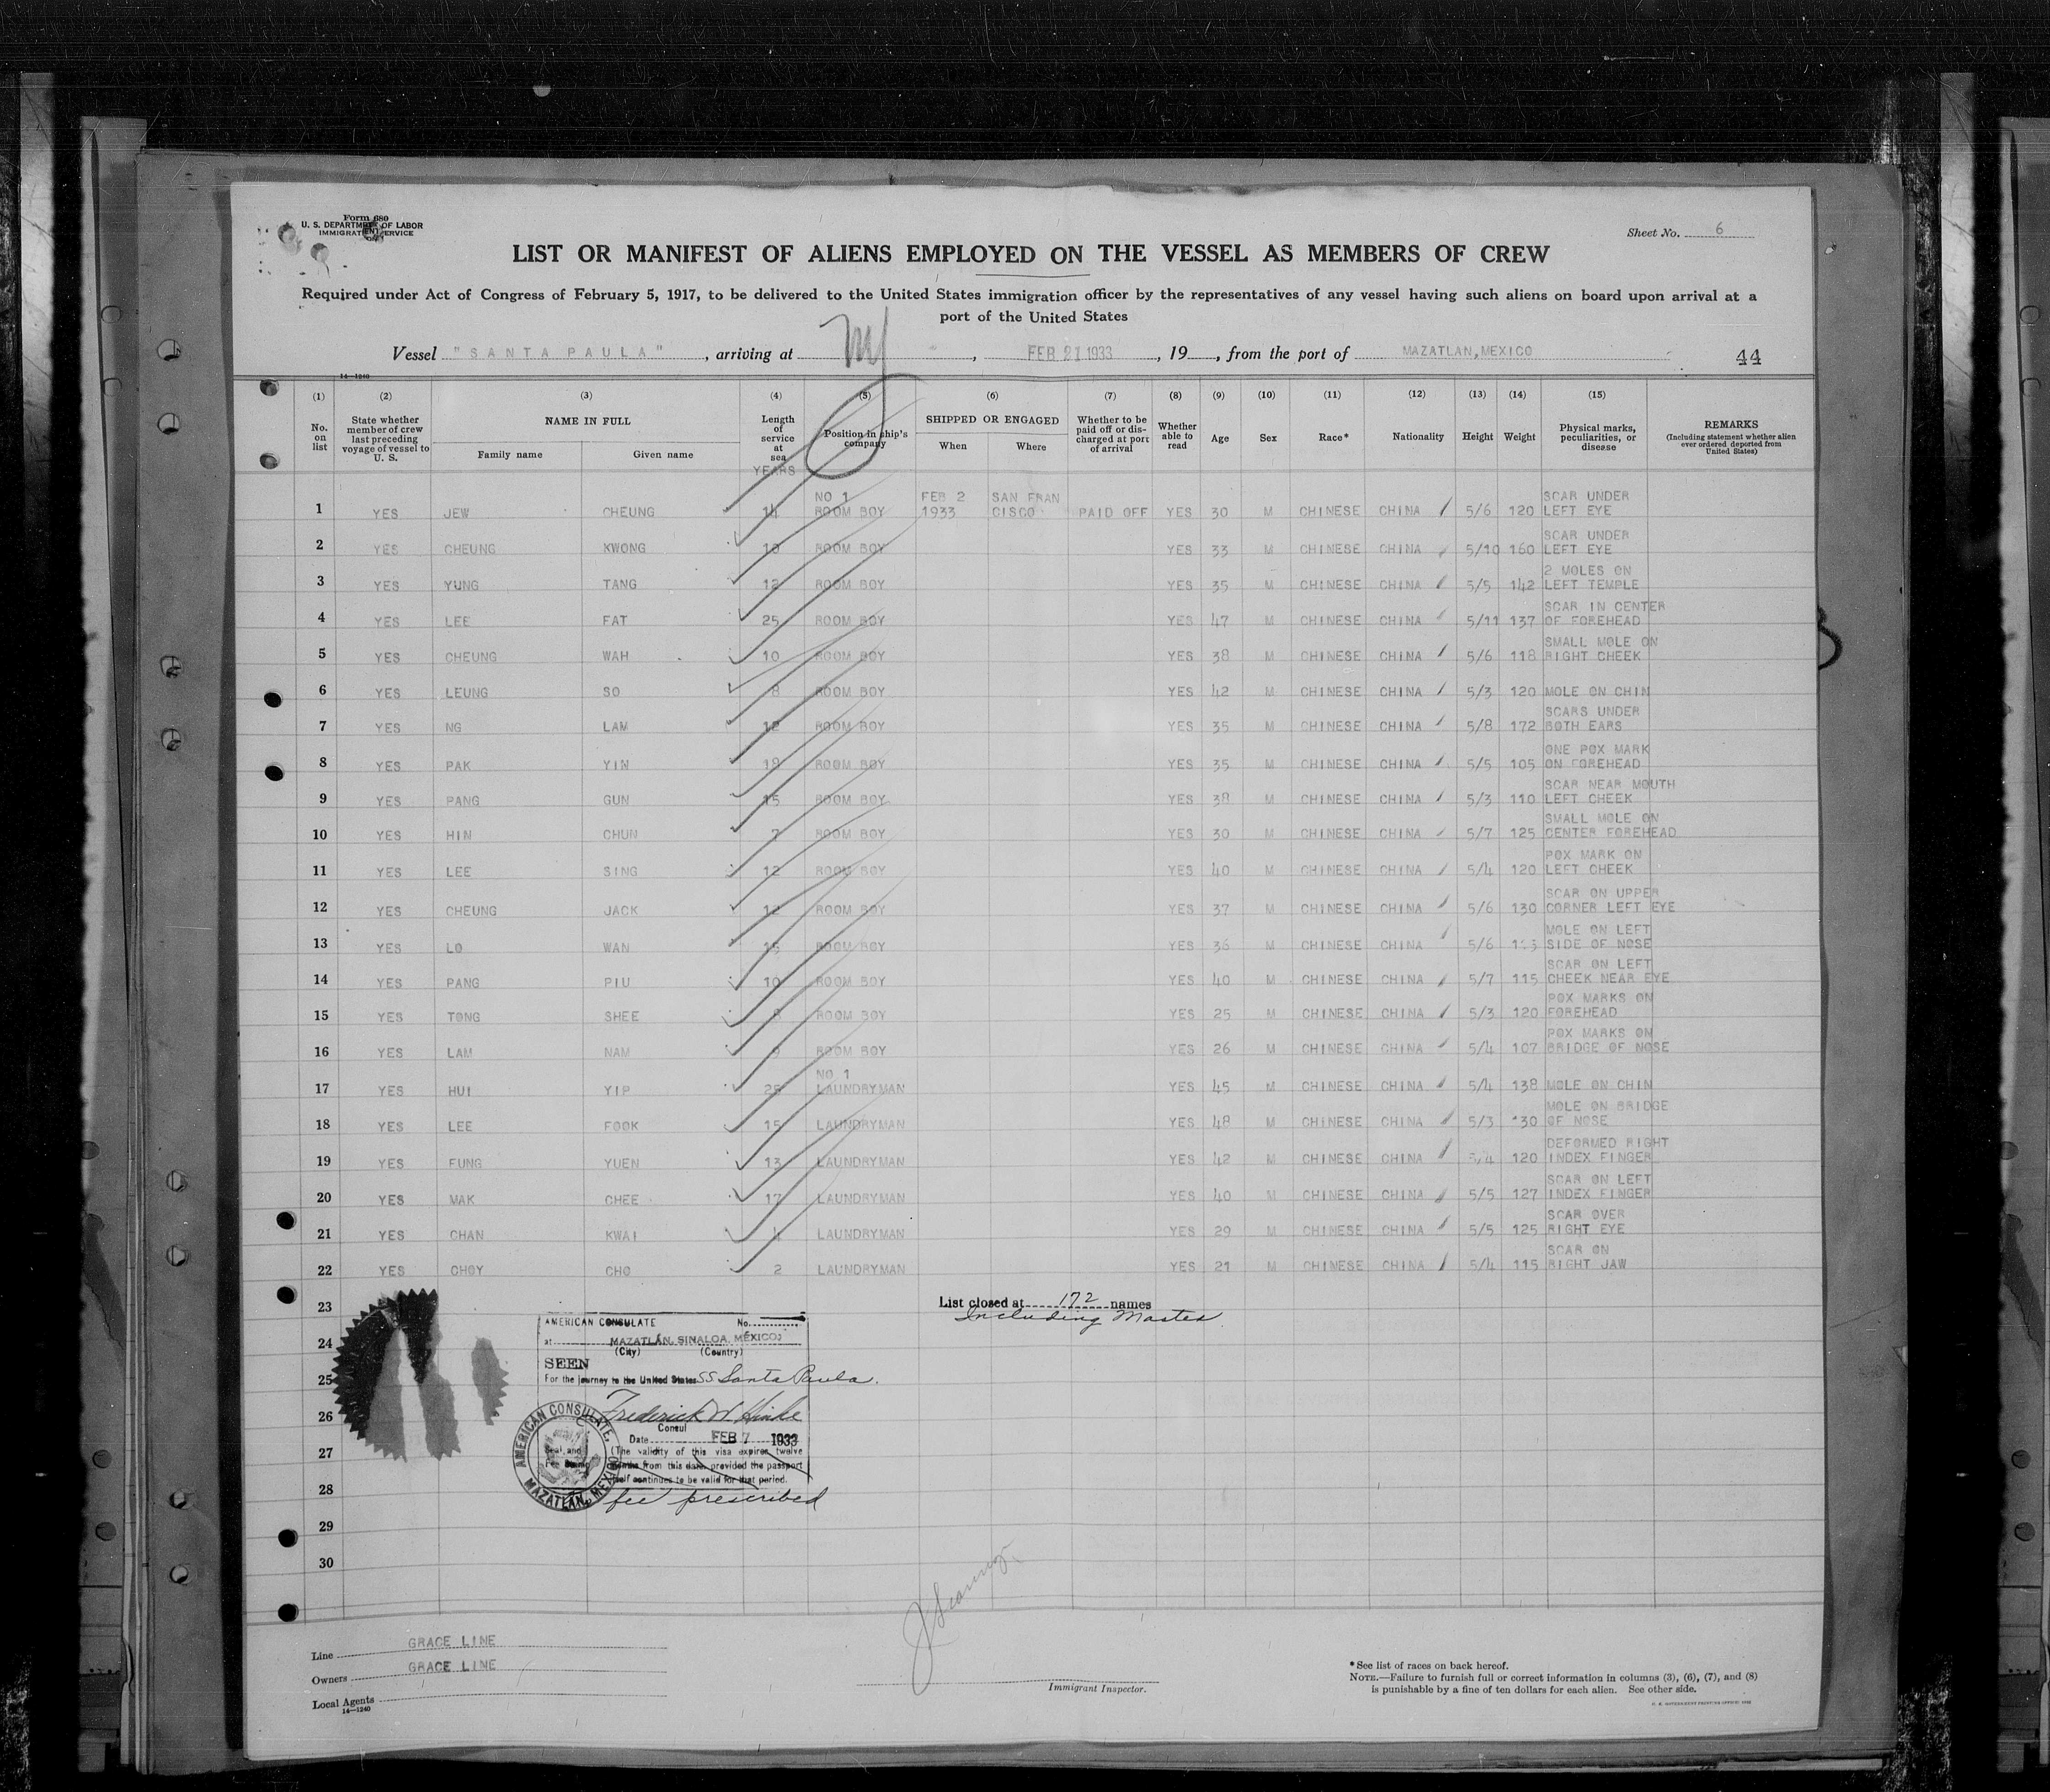 Form 680
U. S. DEPARTMENT OF LABOR
IMMIGRATION SERVICE
Sheet No. 6
LIST OR MANIFEST OF ALIENS EMPLOYED ON THE VESSEL AS MEMBERS OF CREW
Required under Act of Congress of February 5, 1917, to be delivered to the United States immigration officer by the representatives of any vessel having such aliens on board upon arrival at a
port of the United States
Vessel "SANTA PAULA", arriving at NY, FEB 21 1933, 19__, from the port of MAZATLAN, MEXICO 44
14—1240
(1) (2) (3) (4) (5) (6) (7) (8) (9) (10) (11) (12) (13) (14) (15)
No. on list State whether member of crew last preceding voyage of vessel to U. S. NAME IN FULL Family name Given name Length of service at sea YEARS Position in ship's company SHIPPED OR ENGAGED When Where Whether to be paid off or discharged at port of arrival Whether able to read Age Sex Race* Nationality Height Weight Physical marks, peculiarities, or disease REMARKS (Including statement whether alien ever ordered deported from United States)
1 YES JEW CHEUNG 14 NO 1 ROOM BOY FEB 2 1933 SAN FRANCISCO PAID OFF YES 30 M CHINESE CHINA 5/6 120 SCAR UNDER LEFT EYE
2 YES CHEUNG KWONG 10 ROOM BOY YES 33 M CHINESE CHINA 5/10 160 SCAR UNDER LEFT EYE
3 YES YUNG TANG 12 ROOM BOY YES 35 M CHINESE CHINA 5/5 142 2 MOLES ON LEFT TEMPLE
4 YES LEE FAT 25 ROOM BOY YES 47 M CHINESE CHINA 5/11 137 SCAR IN CENTER OF FOREHEAD
5 YES CHEUNG WAH 10 ROOM BOY YES 38 M CHINESE CHINA 5/6 118 SMALL MOLE ON RIGHT CHEEK
6 YES LEUNG SO 8 ROOM BOY YES 42 M CHINESE CHINA 5/3 120 MOLE ON CHIN
7 YES NG LAM 12 ROOM BOY YES 35 M CHINESE CHINA 5/8 172 SCARS UNDER BOTH EARS
8 YES PAK YIN 18 ROOM BOY YES 35 M CHINESE CHINA 5/5 105 ONE POX MARK ON FOREHEAD
9 YES PANG GUN 15 ROOM BOY YES 38 M CHINESE CHINA 5/3 110 SCAR NEAR MOUTH LEFT CHEEK
10 YES HIN CHUN 7 ROOM BOY YES 30 M CHINESE CHINA 5/7 125 SMALL MOLE ON CENTER FOREHEAD
11 YES LEE SING 12 ROOM BOY YES 40 M CHINESE CHINA 5/4 120 POX MARK ON LEFT CHEEK
12 YES CHEUNG JACK 12 ROOM BOY YES 37 M CHINESE CHINA 5/6 130 SCAR ON UPPER CORNER LEFT EYE
13 YES LO WAN 15 ROOM BOY YES 36 M CHINESE CHINA 5/6 MOLE ON LEFT SIDE OF NOSE
14 YES PANG PIU 10 ROOM BOY YES 40 M CHINESE CHINA 5/7 115 SCAR ON LEFT CHEEK NEAR EYE
15 YES TONG SHEE ROOM BOY YES 25 M CHINESE CHINA 5/3 120 POX MARKS ON FOREHEAD
16 YES LAM NAM 9 ROOM BOY YES 26 M CHINESE CHINA 5/4 107 POX MARKS ON BRIDGE OF NOSE
17 YES HUI YIP 25 NO 1 LAUNDRYMAN YES 45 M CHINESE CHINA 5/4 138 MOLE ON CHIN
18 YES LEE FOOK 15 LAUNDRYMAN YES 48 M CHINESE CHINA 5/3 130 MOLE ON BRIDGE OF NOSE
19 YES FUNG YUEN 13 LAUNDRYMAN YES 42 M CHINESE CHINA 5/4 120 DEFORMED RIGHT INDEX FINGER
20 YES MAK CHEE 17 LAUNDRYMAN YES 40 M CHINESE CHINA 5/5 127 SCAR ON LEFT INDEX FINGER
21 YES CHAN KWAI LAUNDRYMAN YES 29 M CHINESE CHINA 5/5 125 SCAR OVER RIGHT EYE
22 YES CHOY CHO 2 LAUNDRYMAN YES 21 M CHINESE CHINA 5/4 115 SCAR ON RIGHT JAW
23
24
25
26
27
28
29
30
List closed at 172 names
Including Master.
AMERICAN CONSULATE No.
at MAZATLAN, SINALOA, MEXICO
(City) (Country)
SEEN
For the journey to the United States SS Santa Paula.
Frederick W. Hinke
Consul
Date FEB 7 1933
(The validity of this visa expires twelve
months from this date, provided the passport
itself continues to be valid for that period.
fee prescribed
AMERICAN CONSULATE, MAZATLAN, MEXICO
Line GRACE LINE
Owners GRACE LINE
Local Agents
14—1240
Immigrant Inspector.
*See list of races on back hereof.
NOTE.—Failure to furnish full or correct information in columns (3), (6), (7), and (8)
is punishable by a fine of ten dollars for each alien. See other side.